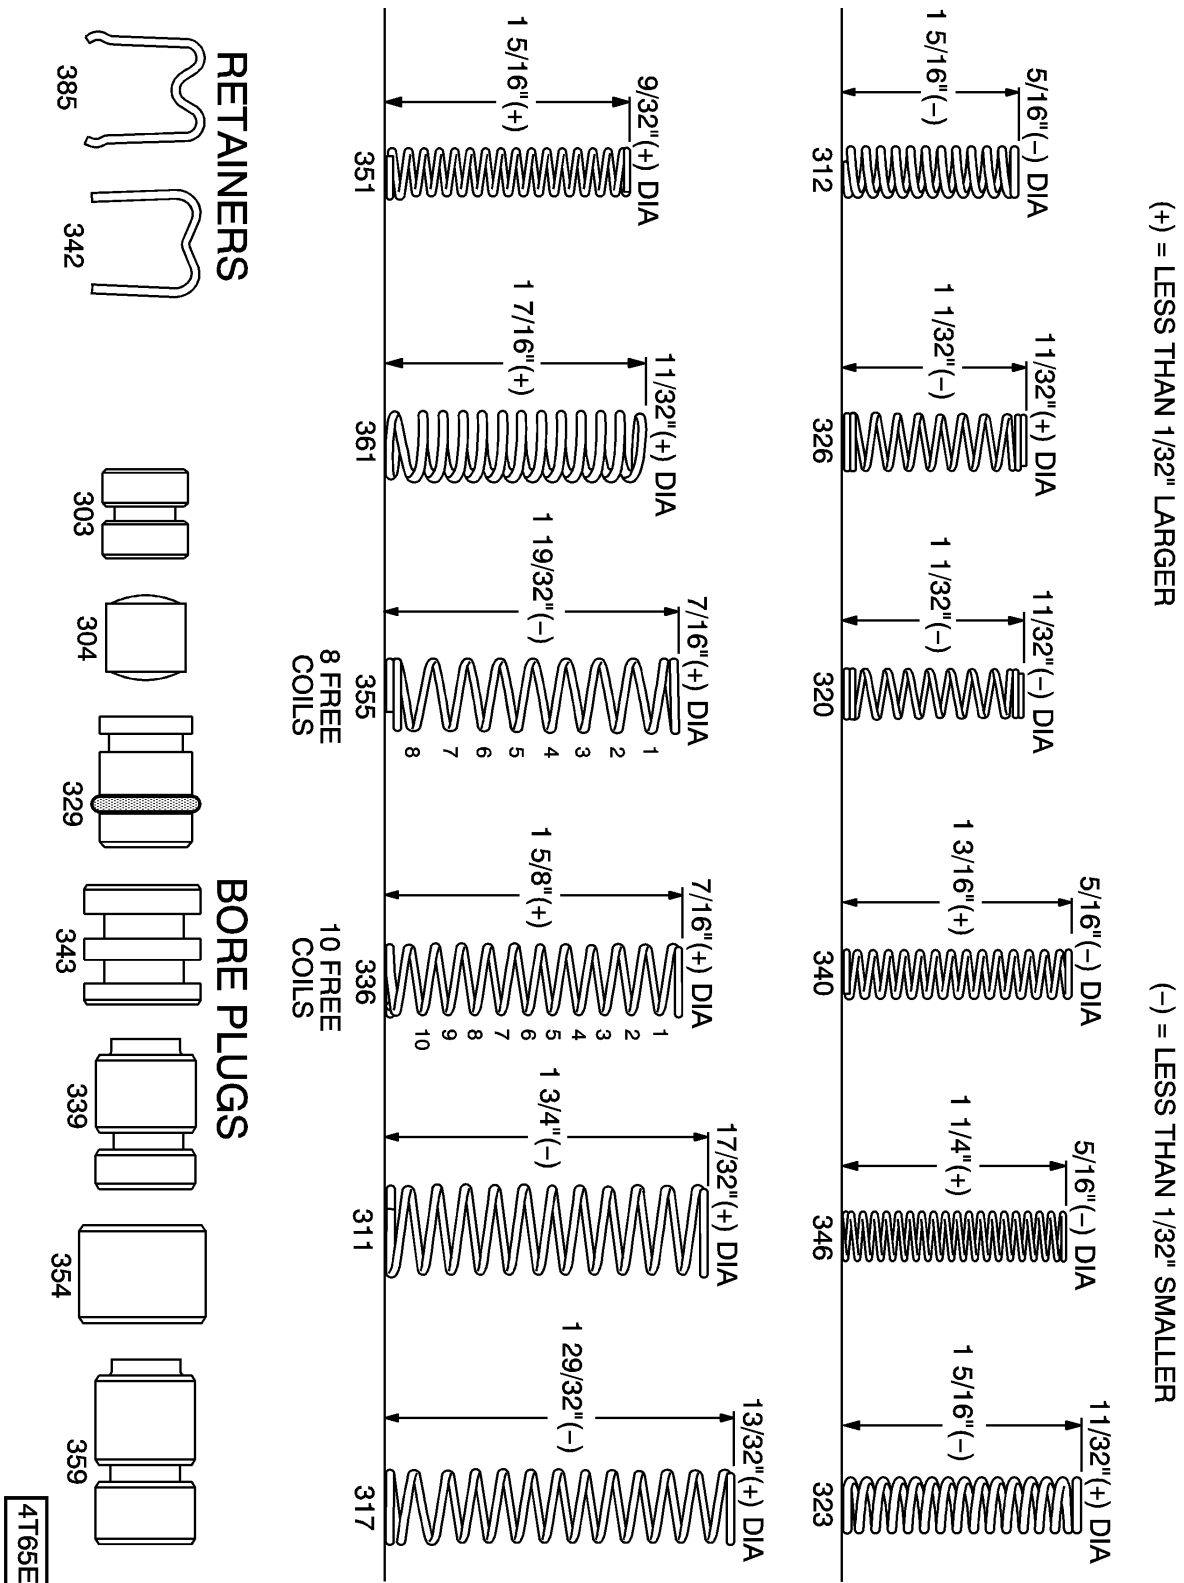 (+) = LESS THAN 1/32" LARGER
(−) = LESS THAN 1/32" SMALLER
5/16"(−) DIA
1 5/16"(−)
312
11/32"(+) DIA
1 1/32"(−)
326
11/32"(−) DIA
1 1/32"(−)
320
5/16"(−) DIA
1 3/16"(+)
340
5/16"(−) DIA
1 1/4"(+)
346
11/32"(+) DIA
1 5/16"(−)
323
9/32"(+) DIA
1 5/16"(+)
351
11/32"(+) DIA
1 7/16"(+)
361
7/16"(+) DIA
1 19/32"(−)
8 7 6 5 4 3 2 1
355
8 FREE
COILS
7/16"(+) DIA
1 5/8"(+)
10 9 8 7 6 5 4 3 2 1
336
10 FREE
COILS
17/32"(+) DIA
1 3/4"(−)
311
13/32"(+) DIA
1 29/32"(−)
317
RETAINERS
385
342
BORE PLUGS
303
304
329
343
339
354
359
4T65E